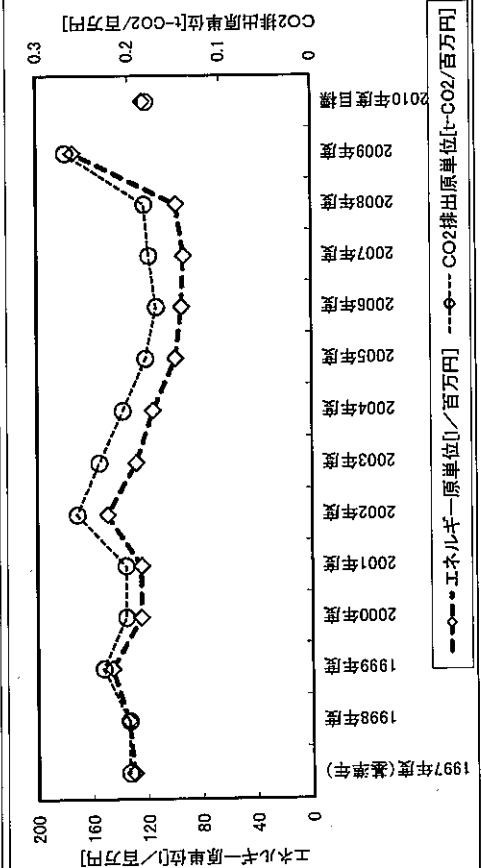 エネルギー原単位[l/百万円]
CO2排出原単位[t-CO2/百万円]
200
160
120
80
40
0
0.3
0.2
0.1
0
1997年度(基準年)
1998年度
1999年度
2000年度
2001年度
2002年度
2003年度
2004年度
2005年度
2006年度
2007年度
2008年度
2009年度
2010年度目標
エネルギー原単位[l/百万円]
CO2排出原単位[t-CO2/百万円]